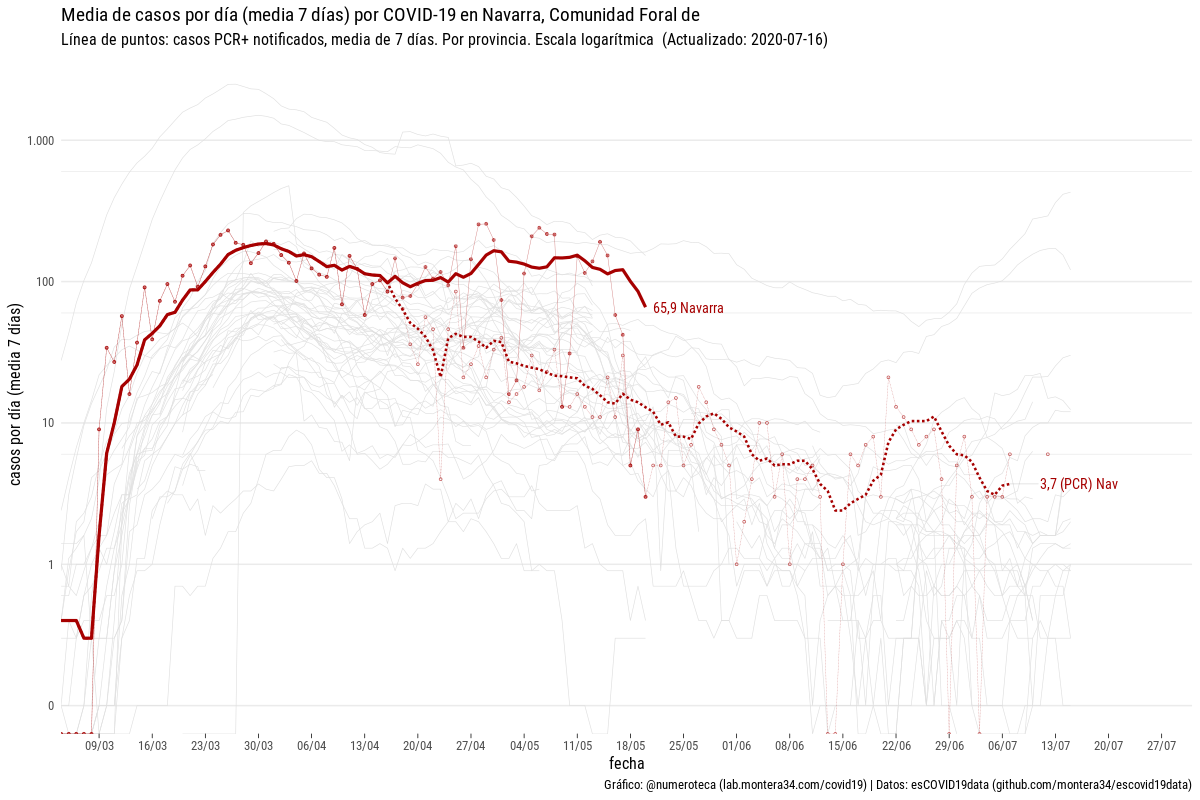 Media de casos por día (media 7 días) por COVID-19 en Navarra, Comunidad Foral de
Línea de puntos: casos PCR+ notificados, media de 7 días. Por provincia. Escala logarítmica (Actualizado: 2020-07-16)
casos por día (media 7 días)
1.000
100
10
1
0
65,9 Navarra
3,7 (PCR) Nav
09/03 16/03 23/03 30/03 06/04 13/04 20/04 27/04 04/05 11/05 18/05 25/05 01/06 08/06 15/06 22/06 29/06 06/07 13/07 20/07 27/07
fecha
Gráfico: @numeroteca (lab.montera34.com/covid19) | Datos: esCOVID19data (github.com/montera34/escovid19data)